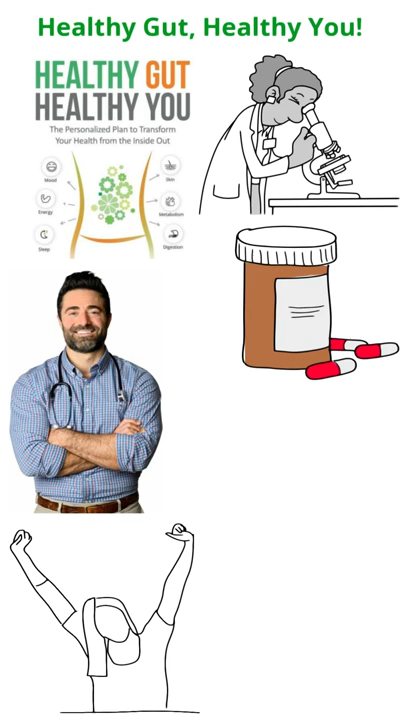 Healthy Gut, Healthy You!
HEALTHY GUT
HEALTHY YOU
The Personalized Plan to Transform
Your Health from the Inside Out
Mood
Skin
Energy
Metabolism
Sleep
Digestion